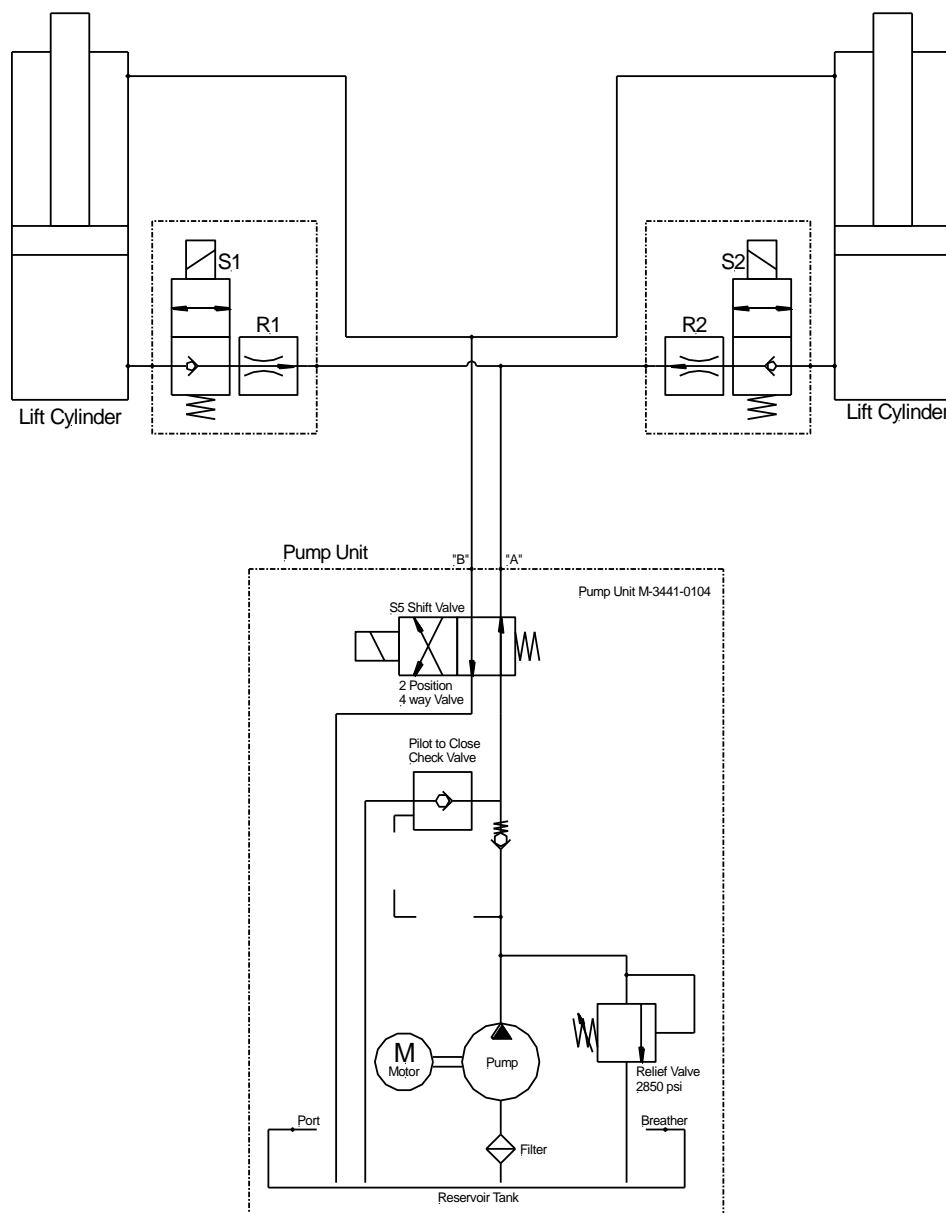 S1
S2
R1
R2
Lift Cylinder
Lift Cylinder
Pump Unit
"B"
"A"
Pump Unit M-3441-0104
S5 Shift Valve
2 Position
4 way Valve
Pilot to Close
Check Valve
M
Motor
Pump
Relief Valve
2850 psi
Port
Breather
Filter
Reservoir Tank